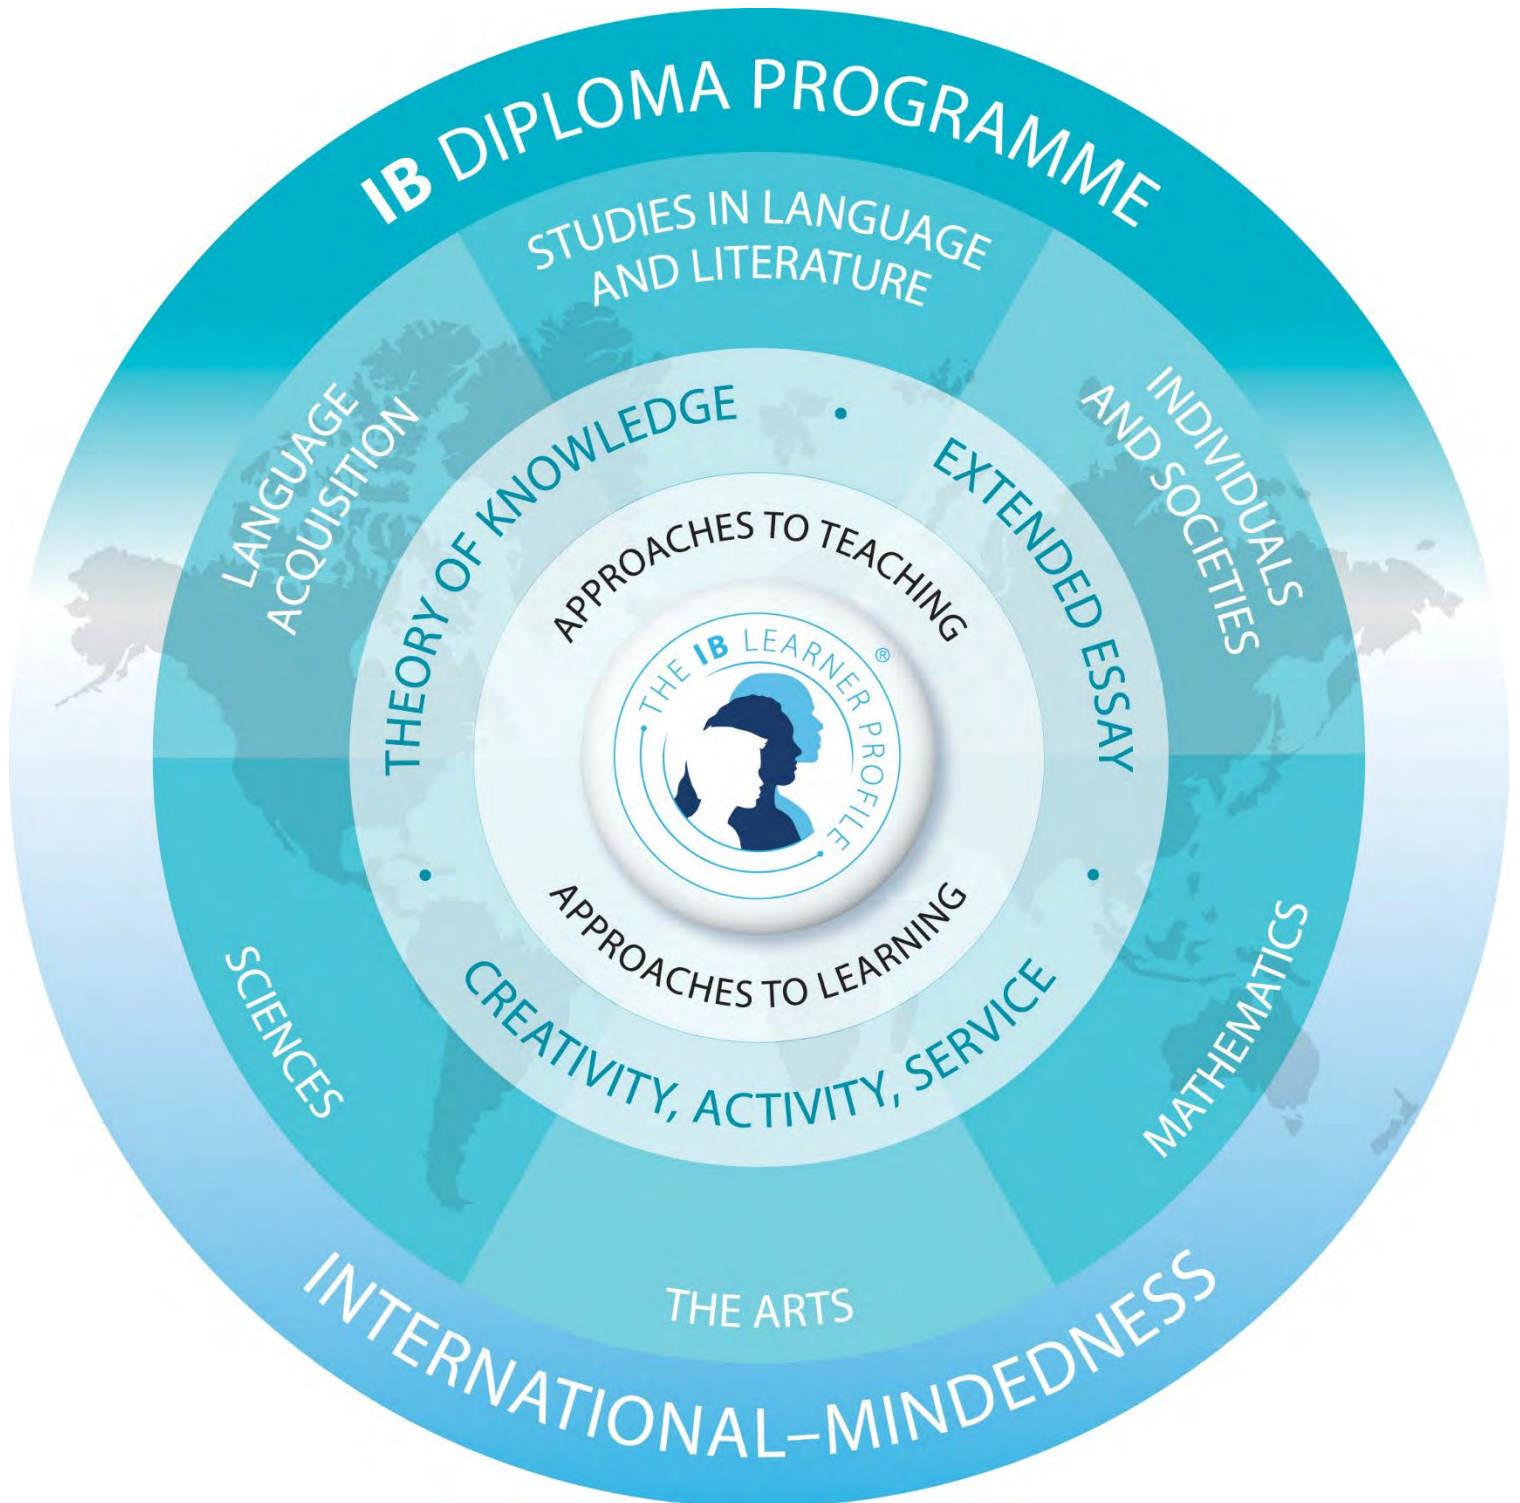 IB DIPLOMA PROGRAMME
STUDIES IN LANGUAGE
AND LITERATURE
LANGUAGE
ACQUISITION
INDIVIDUALS
AND SOCIETIES
THEORY OF KNOWLEDGE
•
EXTENDED ESSAY
APPROACHES TO TEACHING
THE IB LEARNER PROFILE
®
APPROACHES TO LEARNING
•
CREATIVITY, ACTIVITY, SERVICE
•
SCIENCES
MATHEMATICS
THE ARTS
INTERNATIONAL–MINDEDNESS